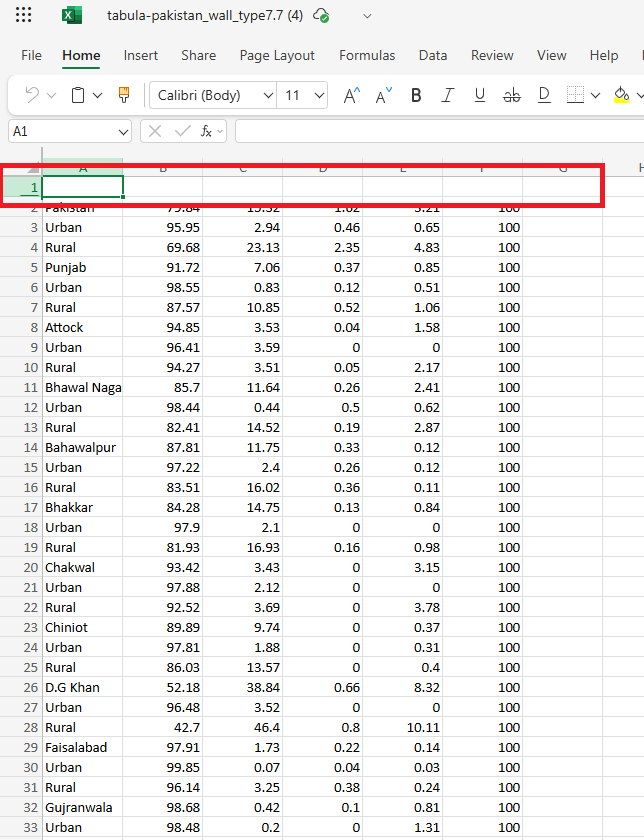 tabula-pakistan_wall_type7.7 (4)
File Home Insert Share Page Layout Formulas Data Review View Help
Calibri (Body) 11 A^ A˅ B I U ab D
A1 fx
A B C D E F G H
1
2 Pakistan 79.84 15.32 1.62 3.21 100
3 Urban 95.95 2.94 0.46 0.65 100
4 Rural 69.68 23.13 2.35 4.83 100
5 Punjab 91.72 7.06 0.37 0.85 100
6 Urban 98.55 0.83 0.12 0.51 100
7 Rural 87.57 10.85 0.52 1.06 100
8 Attock 94.85 3.53 0.04 1.58 100
9 Urban 96.41 3.59 0 0 100
10 Rural 94.27 3.51 0.05 2.17 100
11 Bhawal Naga 85.7 11.64 0.26 2.41 100
12 Urban 98.44 0.44 0.5 0.62 100
13 Rural 82.41 14.52 0.19 2.87 100
14 Bahawalpur 87.81 11.75 0.33 0.12 100
15 Urban 97.22 2.4 0.26 0.12 100
16 Rural 83.51 16.02 0.36 0.11 100
17 Bhakkar 84.28 14.75 0.13 0.84 100
18 Urban 97.9 2.1 0 0 100
19 Rural 81.93 16.93 0.16 0.98 100
20 Chakwal 93.42 3.43 0 3.15 100
21 Urban 97.88 2.12 0 0 100
22 Rural 92.52 3.69 0 3.78 100
23 Chiniot 89.89 9.74 0 0.37 100
24 Urban 97.81 1.88 0 0.31 100
25 Rural 86.03 13.57 0 0.4 100
26 D.G Khan 52.18 38.84 0.66 8.32 100
27 Urban 96.48 3.52 0 0 100
28 Rural 42.7 46.4 0.8 10.11 100
29 Faisalabad 97.91 1.73 0.22 0.14 100
30 Urban 99.85 0.07 0.04 0.03 100
31 Rural 96.14 3.25 0.38 0.24 100
32 Gujranwala 98.68 0.42 0.1 0.81 100
33 Urban 98.48 0.2 0 1.31 100